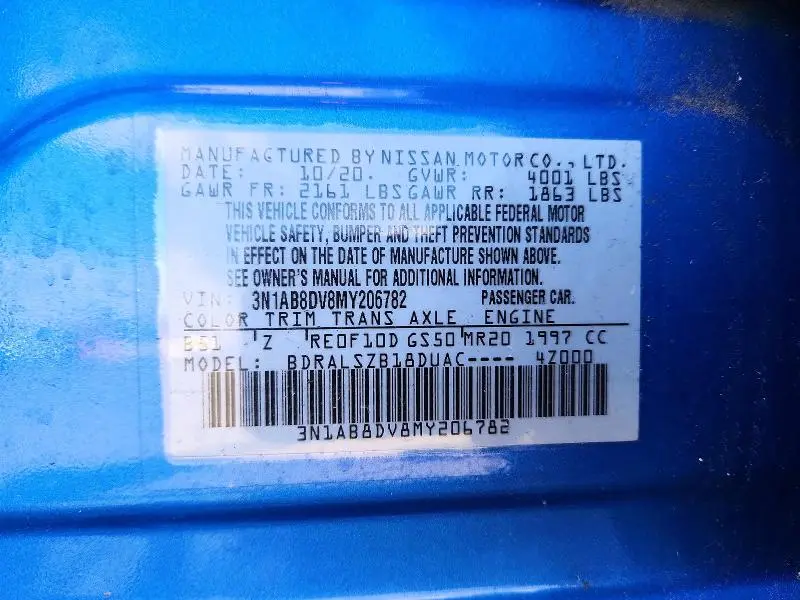 MANUFACTURED BY NISSAN MOTOR CO., LTD.
DATE: 10/20. GVWR: 4001 LBS
GAWR FR: 2161 LBS GAWR RR: 1863 LBS
THIS VEHICLE CONFORMS TO ALL APPLICABLE FEDERAL MOTOR
VEHICLE SAFETY, BUMPER AND THEFT PREVENTION STANDARDS
IN EFFECT ON THE DATE OF MANUFACTURE SHOWN ABOVE.
SEE OWNER'S MANUAL FOR ADDITIONAL INFORMATION.
VIN: 3N1AB8DV8MY206782 PASSENGER CAR.
COLOR TRIM TRANS AXLE ENGINE
B51 Z RE0F10D GS50 MR20 1997 CC
MODEL: BDRALSZB18DUAC---- 4Z000
3N1AB8DV8MY206782